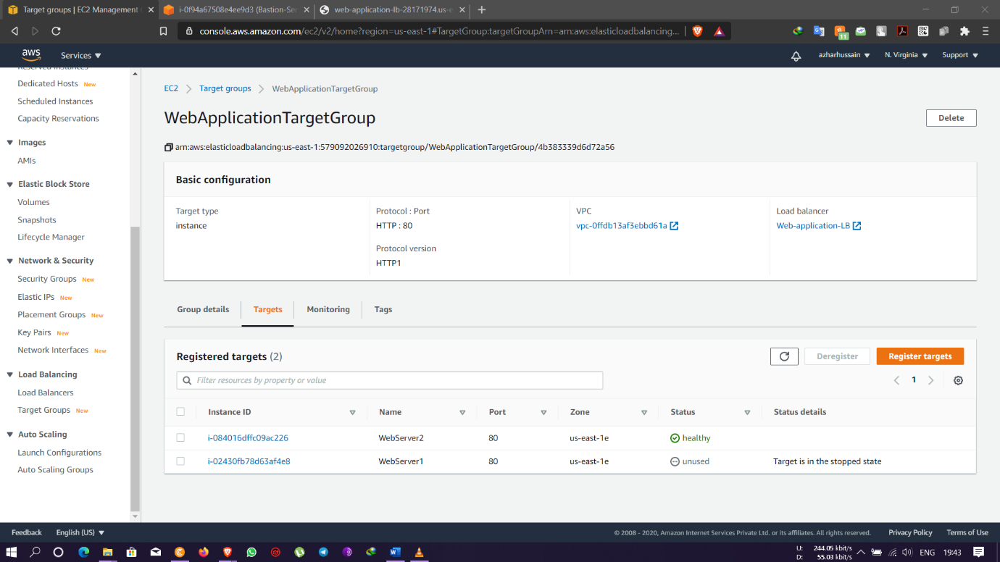 Target groups | EC2 Management
i-0f94a67508e4ee9d3 (Bastion-Ser
web-application-lb-28171974.us-e
console.aws.amazon.com/ec2/v2/home?region=us-east-1#TargetGroup:targetGroupArn=arn:aws:elasticloadbalancing...
11
aws
Services
azharhussain
N. Virginia
Support
Reserved Instances
Dedicated Hosts New
Scheduled Instances
Capacity Reservations
Images
AMIs
Elastic Block Store
Volumes
Snapshots
Lifecycle Manager
Network & Security
Security Groups New
Elastic IPs New
Placement Groups New
Key Pairs New
Network Interfaces New
Load Balancing
Load Balancers
Target Groups New
Auto Scaling
Launch Configurations
Auto Scaling Groups
EC2 > Target groups > WebApplicationTargetGroup
WebApplicationTargetGroup
Delete
arn:aws:elasticloadbalancing:us-east-1:579092026910:targetgroup/WebApplicationTargetGroup/4b383339d6d72a56
Basic configuration
Target type
instance
Protocol : Port
HTTP : 80
Protocol version
HTTP1
VPC
vpc-0ffdb13af3ebbd61a
Load balancer
Web-application-LB
Group details
Targets
Monitoring
Tags
Registered targets (2)
Deregister
Register targets
Filter resources by property or value
1
Instance ID Name Port Zone Status Status details
i-084016dffc09ac226 WebServer2 80 us-east-1e healthy
i-02430fb78d63af4e8 WebServer1 80 us-east-1e unused Target is in the stopped state
Feedback
English (US)
© 2008 - 2020, Amazon Internet Services Private Ltd. or its affiliates. All rights reserved.
Privacy Policy
Terms of Use
U: 244.05 kbit/s
D: 55.03 kbit/s
ENG
19:43